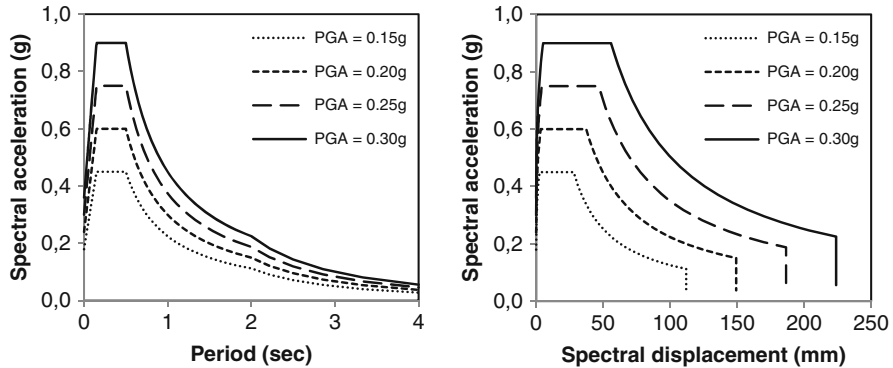 Spectral acceleration (g)
1,0
0,8
0,6
0,4
0,2
0,0
0
1
2
3
4
Period (sec)
PGA = 0.15g
PGA = 0.20g
PGA = 0.25g
PGA = 0.30g
Spectral acceleration (g)
1,0
0,8
0,6
0,4
0,2
0,0
0
50
100
150
200
250
Spectral displacement (mm)
PGA = 0.15g
PGA = 0.20g
PGA = 0.25g
PGA = 0.30g